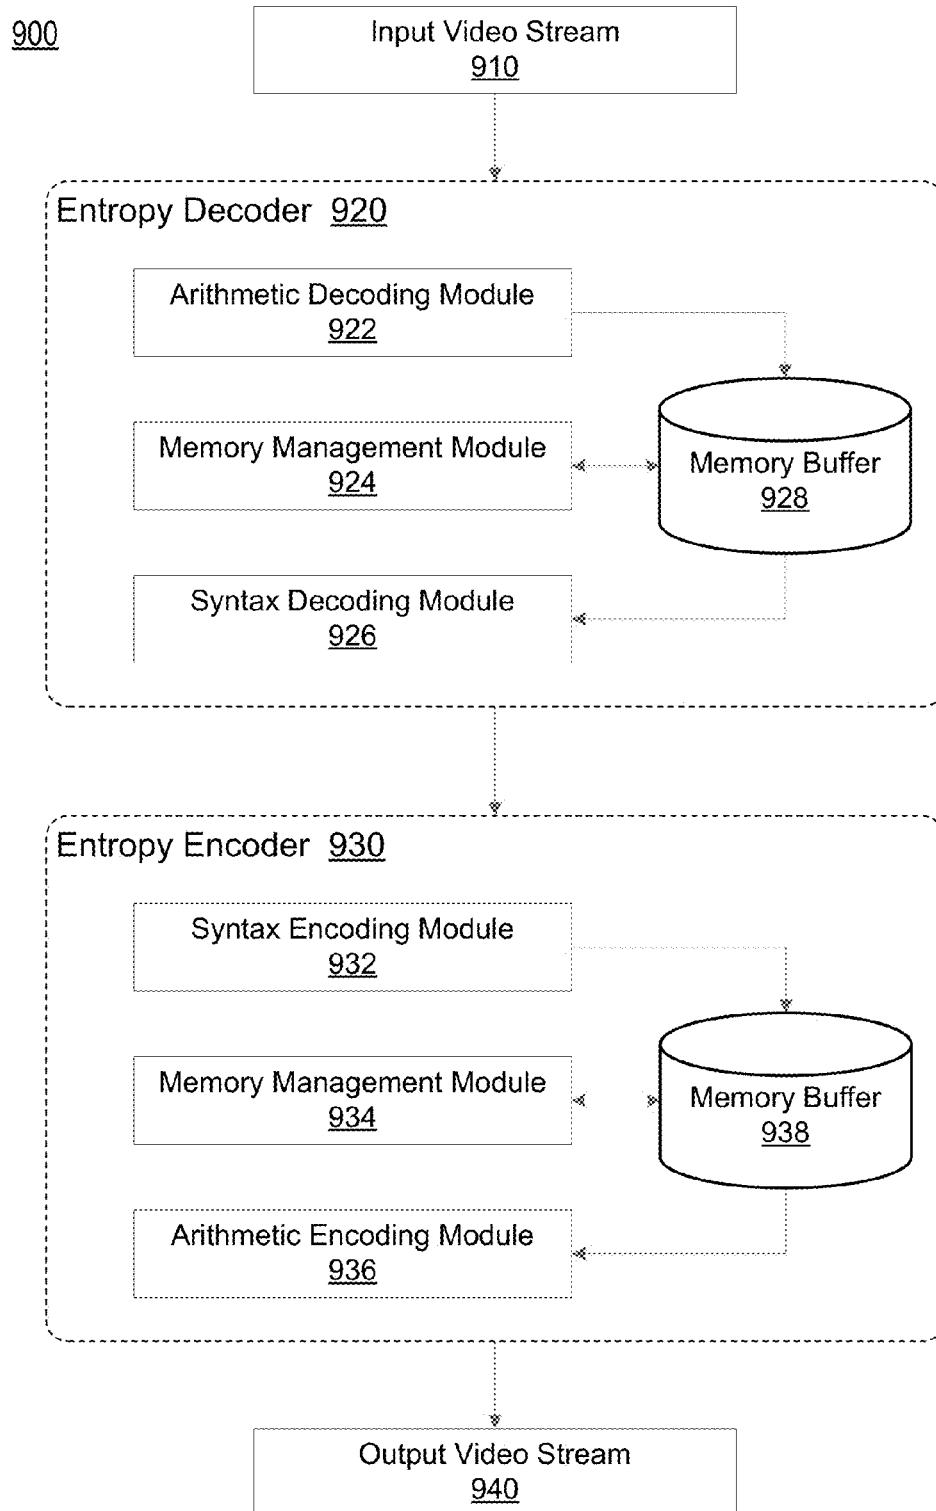 900
Input Video Stream
910
Entropy Decoder 920
Arithmetic Decoding Module
922
Memory Management Module
924
Memory Buffer
928
Syntax Decoding Module
926
Entropy Encoder 930
Syntax Encoding Module
932
Memory Management Module
934
Memory Buffer
938
Arithmetic Encoding Module
936
Output Video Stream
940